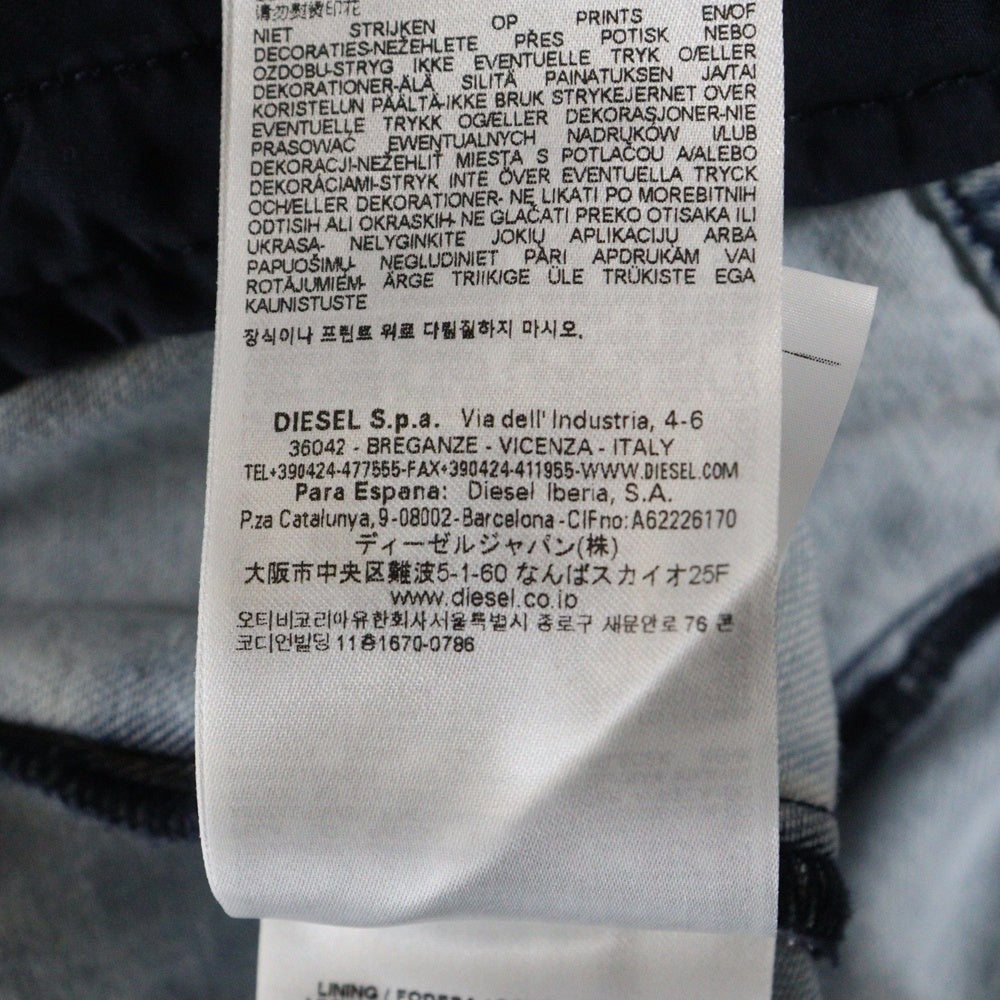 请勿熨烫印花
NIET STRIJKEN OP PRINTS EN/OF
DECORATIES-NEŽEHLETE PŘES POTISK NEBO
OZDOBU-STRYG IKKE EVENTUELLE TRYK O/ELLER
DEKORATIONER-ÄLÄ SILITÄ PAINATUKSEN JA/TAI
KORISTELUN PÄÄLTÄ-IKKE BRUK STRYKEJERNET OVER
EVENTUELLE TRYKK OG/ELLER DEKORASJONER-NIE
PRASOWAĆ EWENTUALNYCH NADRUKÓW I/LUB
DEKORACJI-NEŽEHLIŤ MIESTA S POTLAČOU A/ALEBO
DEKORÁCIAMI-STRYK INTE ÖVER EVENTUELLA TRYCK
OCH/ELLER DEKORATIONER- NE LIKATI PO MOREBITNIH
ODTISIH ALI OKRASKIH- NE GLAČATI PREKO OTISAKA ILI
UKRASA- NELYGINKITE JOKIŲ APLIKACIJŲ ARBA
PAPUOŠIMŲ- NEGLUDINIET PĀRI APDRUKĀM VAI
ROTĀJUMIEM- ÄRGE TRIIKIGE ÜLE TRÜKISTE EGA
KAUNISTUSTE
장식이나 프린트 위로 다림질하지 마시오.
DIESEL S.p.a. Via dell' Industria, 4-6
36042 - BREGANZE - VICENZA - ITALY
TEL+390424-477555-FAX+390424-411955-WWW.DIESEL.COM
Para Espana: Diesel Iberia, S.A.
P.za Catalunya,9-08002-Barcelona-CIFno:A62226170
ディーゼルジャパン(株)
大阪市中央区難波5-1-60 なんばスカイオ25F
www.diesel.co.jp
오티비코리아유한회사서울특별시 종로구 새문안로 76 콘
코디언빌딩 11층1670-0786
LINING / FODERA